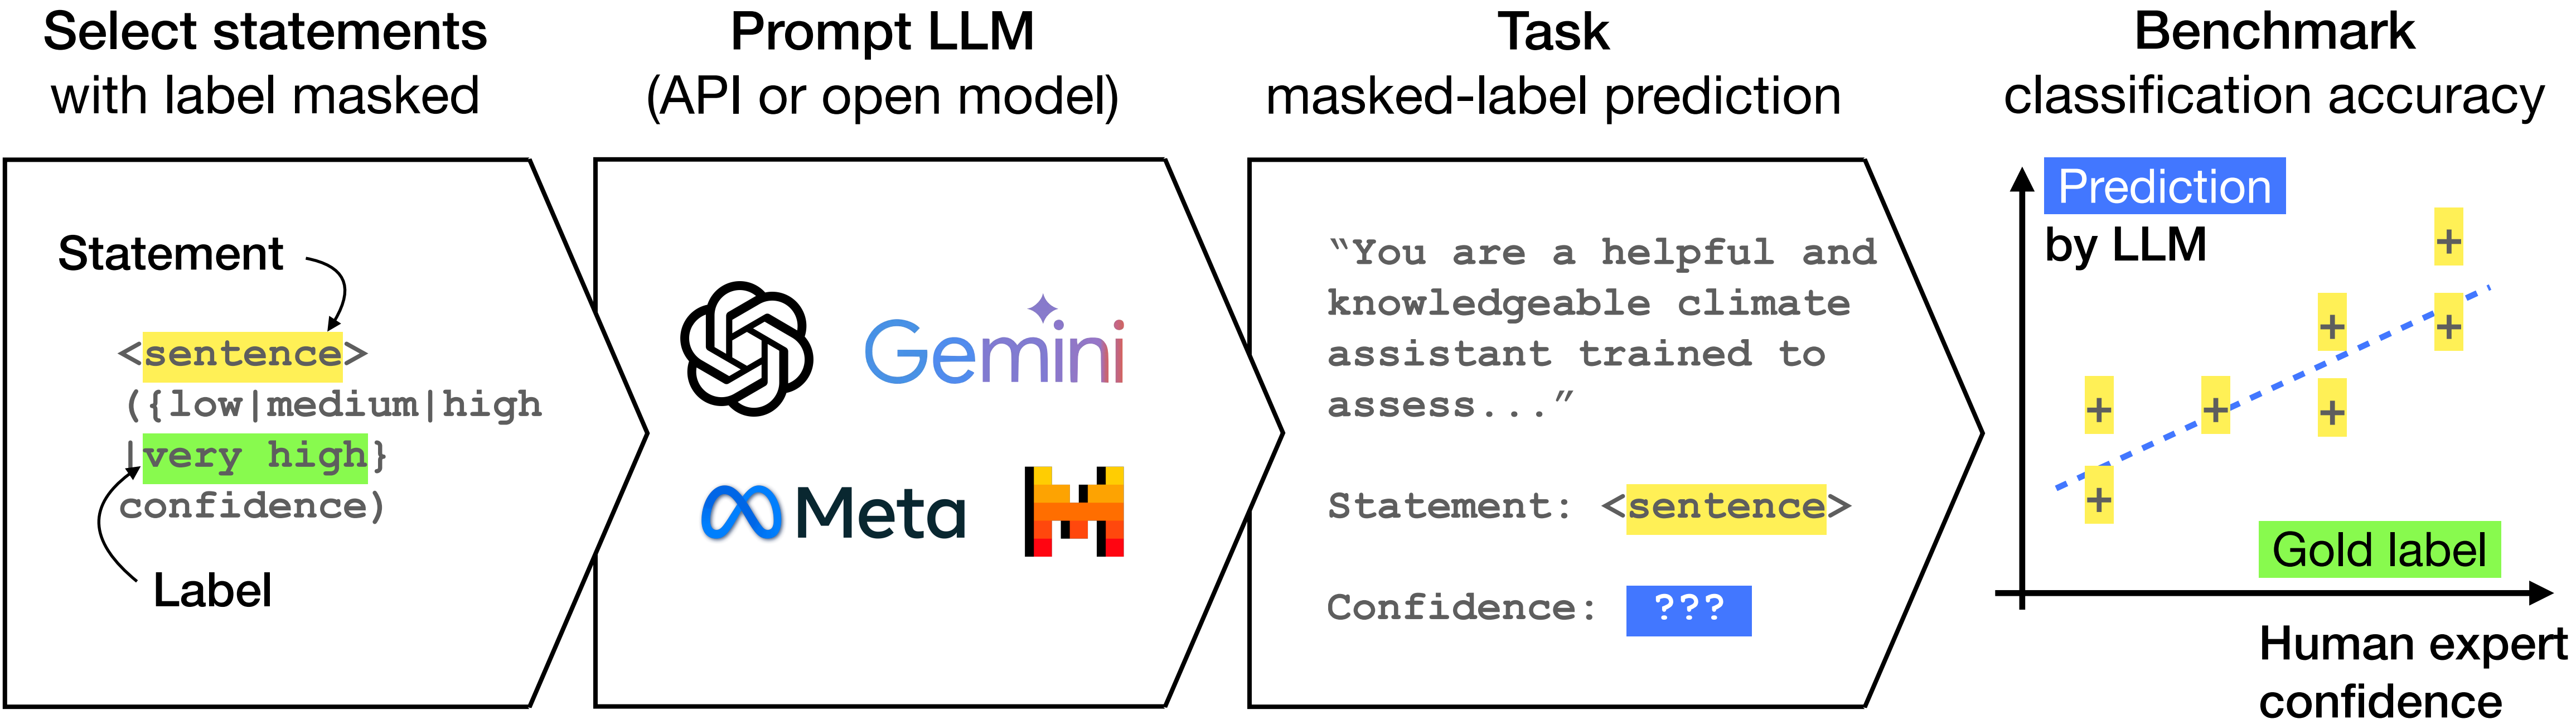 Select statements
with label masked
Statement
<sentence>
({low|medium|high
|very high}
confidence)
Label
Prompt LLM
(API or open model)
Gemini
Meta
Task
masked-label prediction
“You are a helpful and
knowledgeable climate
assistant trained to
assess...”
Statement: <sentence>
Confidence: ???
Benchmark
classification accuracy
Prediction
by LLM
Gold label
Human expert
confidence